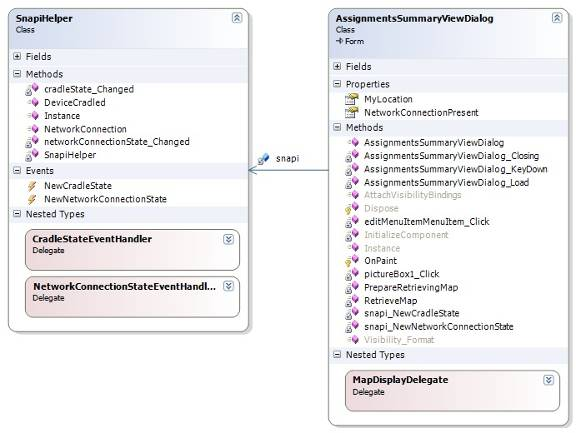 SnapiHelper
Class
Fields
Methods
cradleState_Changed
DeviceCradled
Instance
NetworkConnection
networkConnectionState_Changed
SnapiHelper
Events
NewCradleState
NewNetworkConnectionState
Nested Types
CradleStateEventHandler
Delegate
NetworkConnectionStateEventHandl...
Delegate
snapi
AssignmentsSummaryViewDialog
Class
Form
Fields
Properties
MyLocation
NetworkConnectionPresent
Methods
AssignmentsSummaryViewDialog
AssignmentsSummaryViewDialog_Closing
AssignmentsSummaryViewDialog_KeyDown
AssignmentsSummaryViewDialog_Load
AttachVisibilityBindings
Dispose
editMenuItemMenuItem_Click
InitializeComponent
Instance
OnPaint
pictureBox1_Click
PrepareRetrievingMap
RetrieveMap
snapi_NewCradleState
snapi_NewNetworkConnectionState
Visibility_Format
Nested Types
MapDisplayDelegate
Delegate